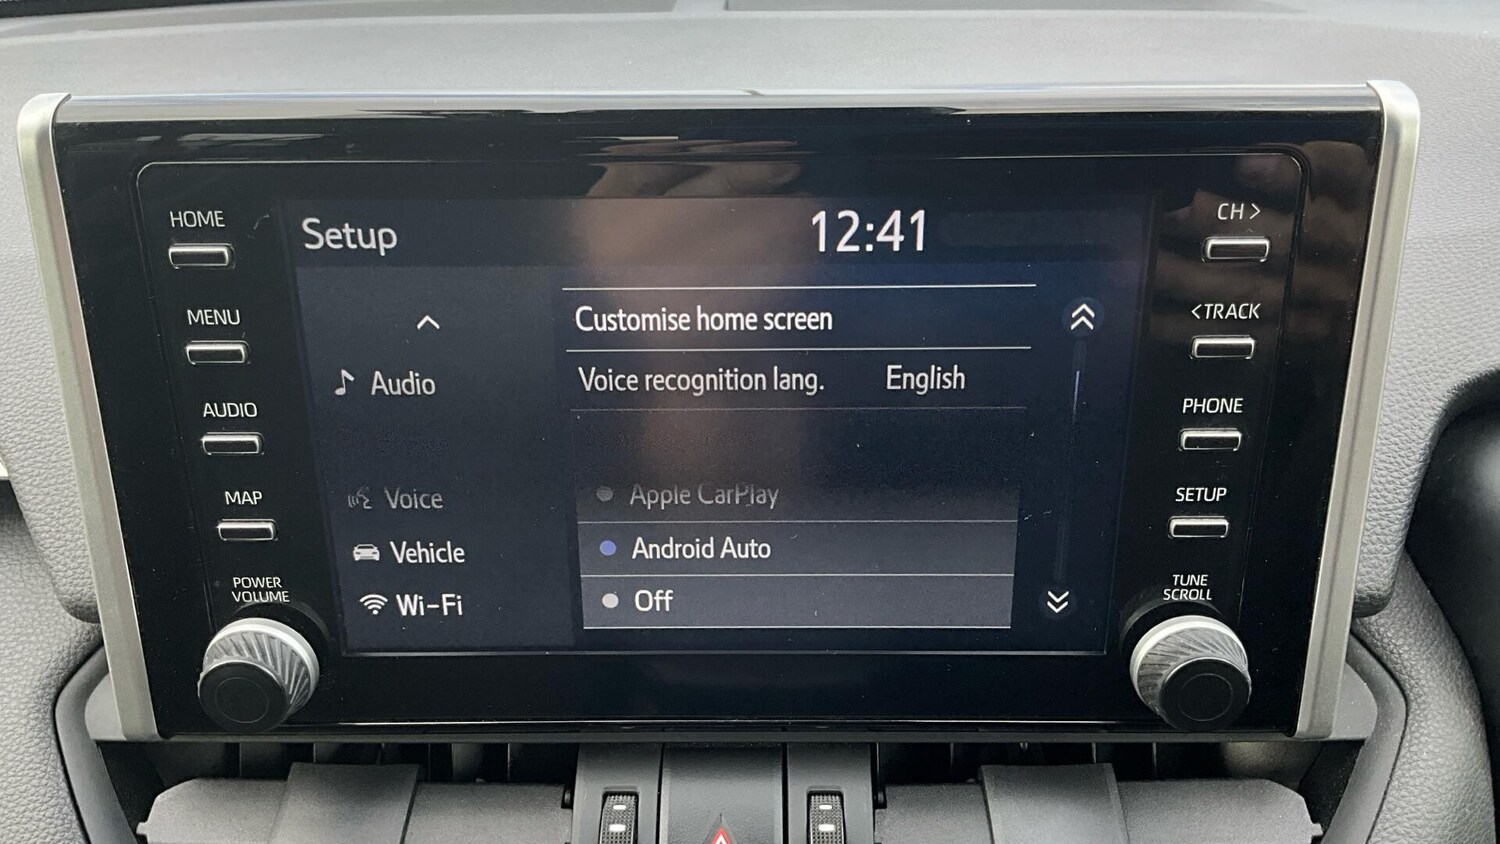 HOME
MENU
AUDIO
MAP
POWER
VOLUME
Setup
12:41
Audio
Voice
Vehicle
Wi-Fi
Customise home screen
Voice recognition lang. English
Apple CarPlay
Android Auto
Off
CH >
<TRACK
PHONE
SETUP
TUNE
SCROLL